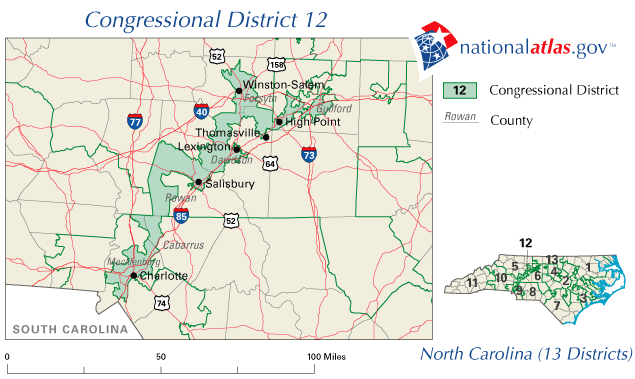 Congressional District 12
nationalatlas.gov™
12 Congressional District
Rowan County
52
158
Winston-Salem
Forsyth
Guilford
40
77
High Point
Thomasville
Lexington
Davidson
73
64
Salisbury
Rowan
85
52
Cabarrus
Mecklenburg
Charlotte
74
SOUTH CAROLINA
0 50 100 Miles
12
13
5
1
4
6
2
10
11
9
8
3
7
North Carolina (13 Districts)